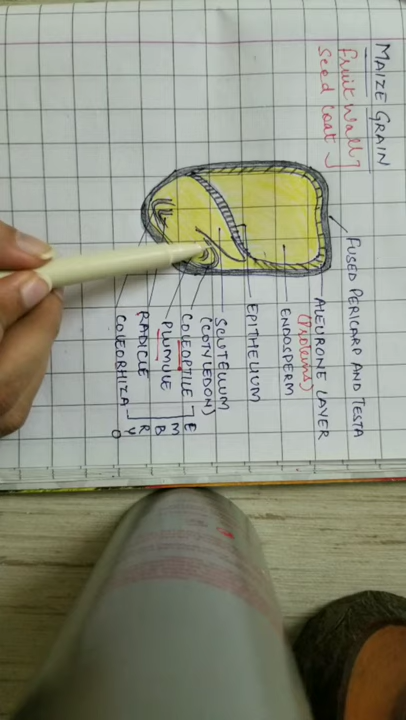 MAIZE GRAIN
Fruit Wall 7
Seed Coat
FUSED PERICARP AND TESTA
ALEURONE LAYER
(Proteins)
ENDOSPERM
EPITHELIUM
SCUTELLUM
(COTYLEDON)
COLEOPTILE
PLUMULE
RADICLE
COLEORHIZA
E
M
B
R
Y
O